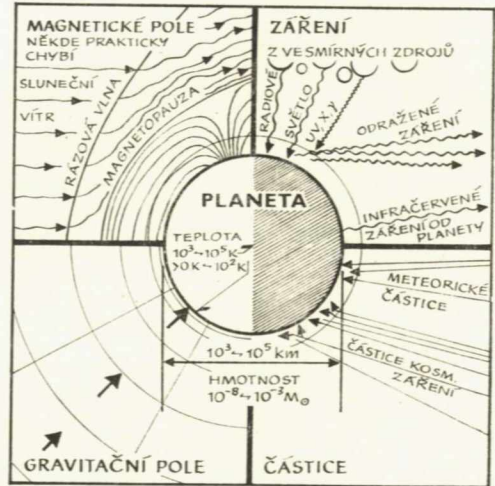 MAGNETICKÉ POLE
NĚKDE PRAKTICKY
CHYBÍ
SLUNEČNÍ
VÍTR
RÁZOVÁ VLNA
MAGNETOPAUZA
ZÁŘENÍ
Z VESMÍRNÝCH ZDROJŮ
RADIOVÉ
SVĚTLO
UV, X, γ
ODRAŽENÉ
ZÁŘENÍ
INFRAČERVENÉ
ZÁŘENÍ OD
PLANETY
PLANETA
TEPLOTA
10³–10⁵K
>0K–10²K
METEORICKÉ
ČÁSTICE
ČÁSTICE KOSM.
ZÁŘENÍ
10³–10⁵ km
HMOTNOST
10⁻⁸–10⁻³M⊙
GRAVITAČNÍ POLE
ČÁSTICE